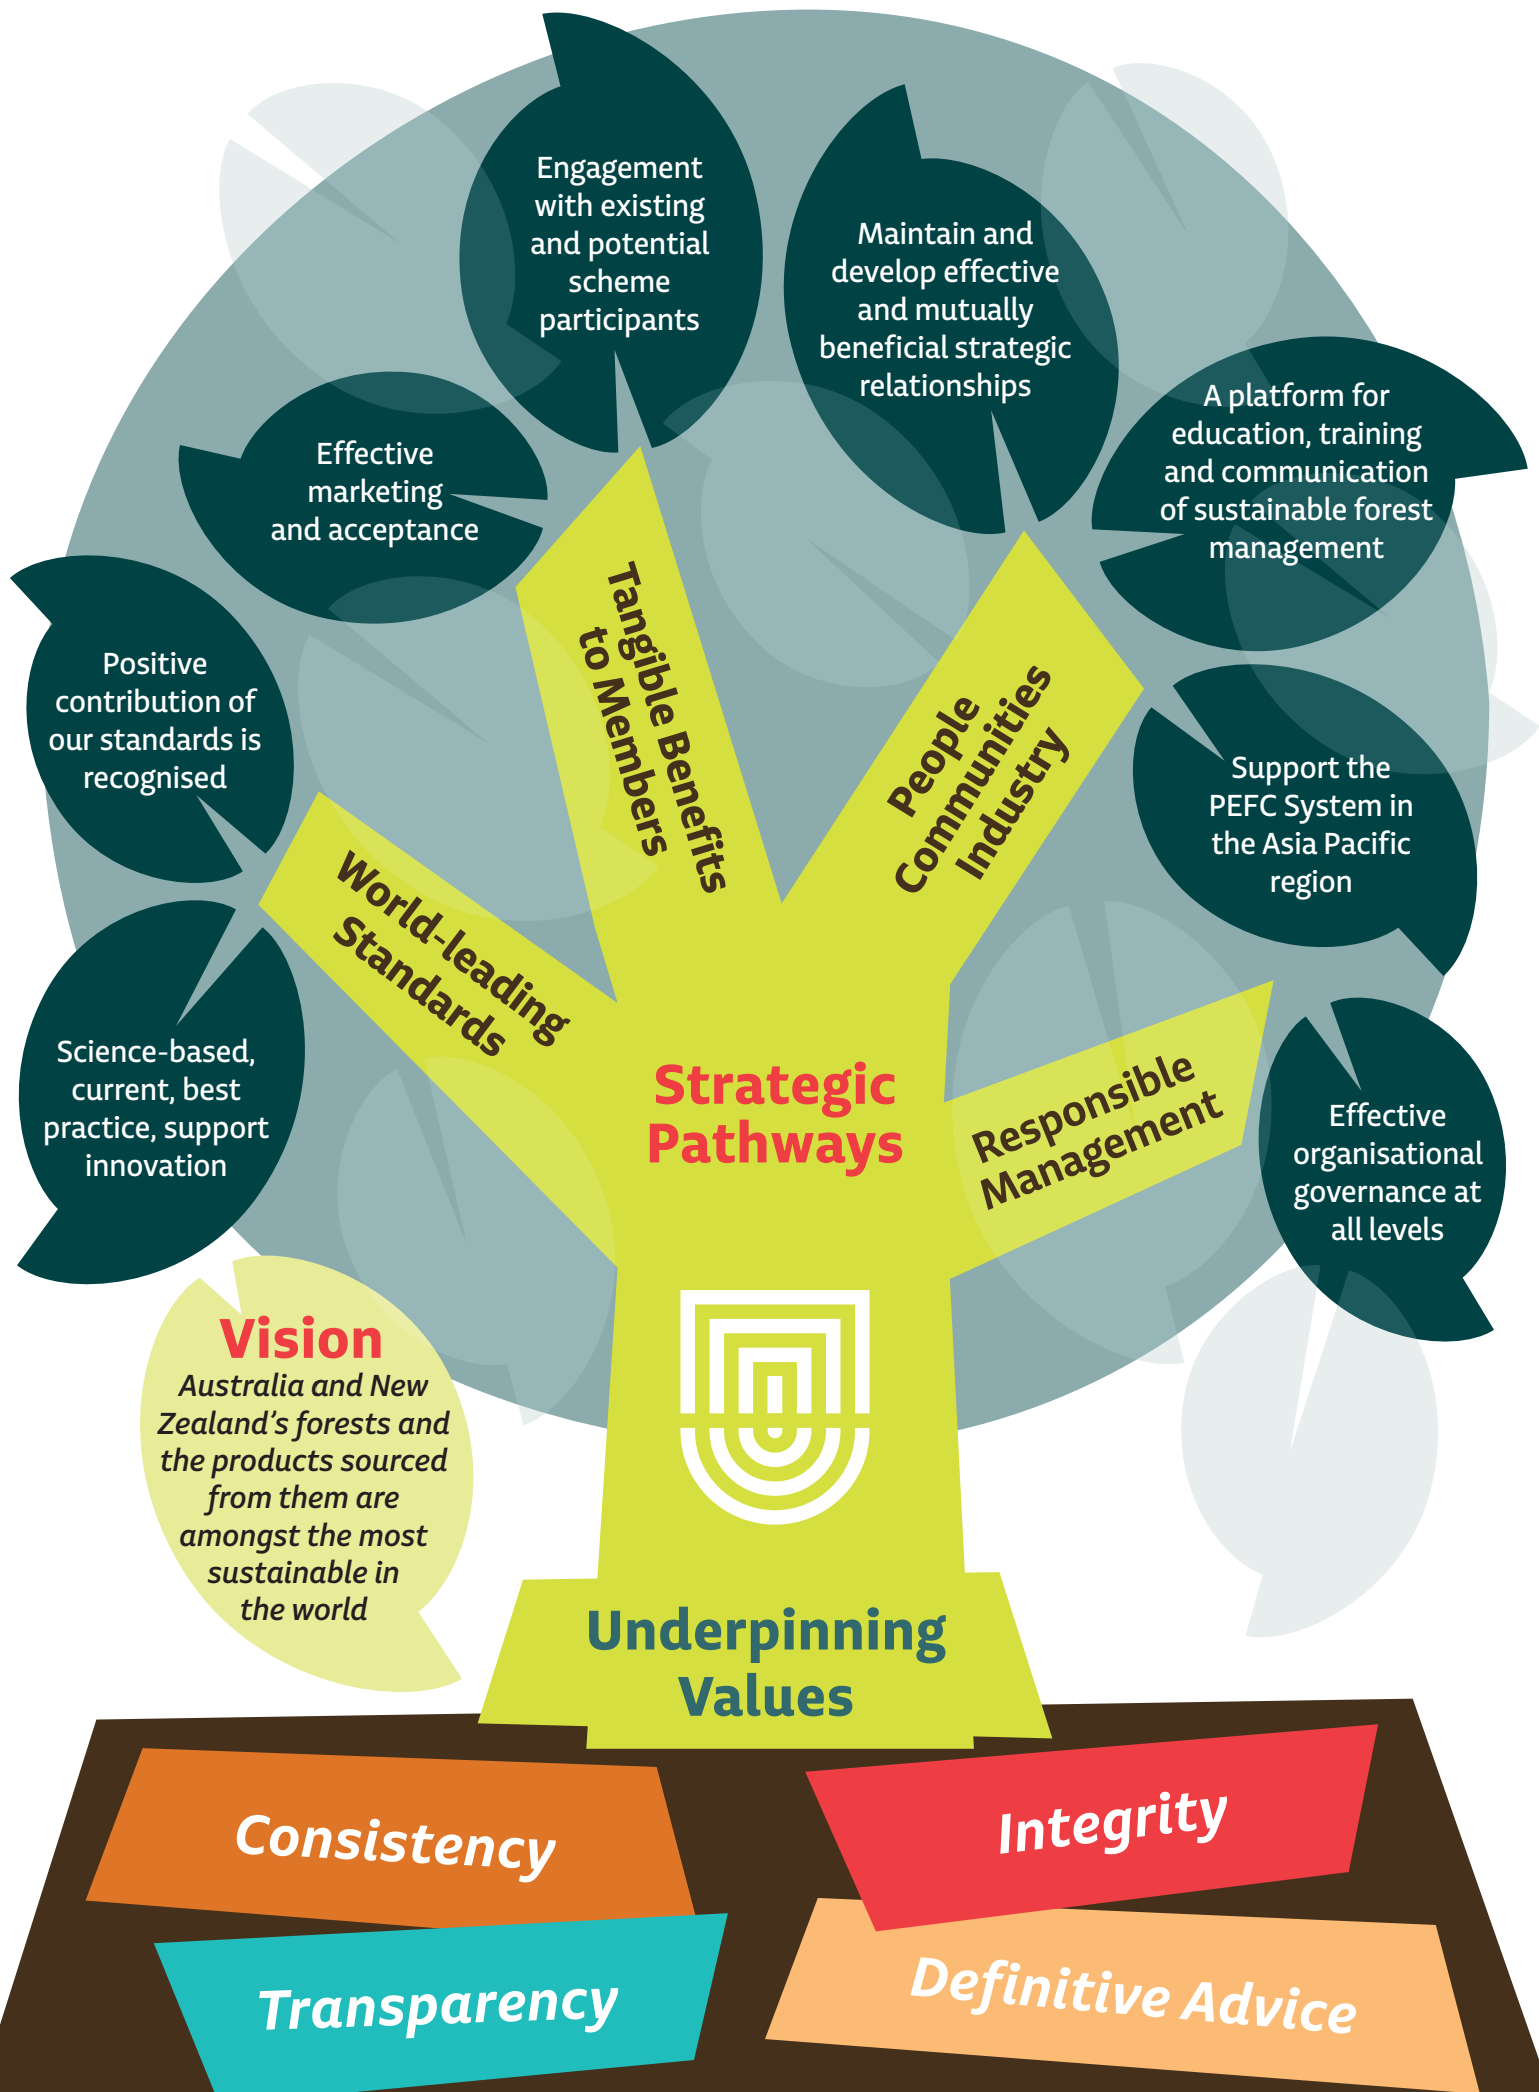 Engagement
with existing
and potential
scheme
participants
Maintain and
develop effective
and mutually
beneficial strategic
relationships
A platform for
education, training
and communication
of sustainable forest
management
Effective
marketing
and acceptance
Positive
contribution of
our standards is
recognised
Support the
PEFC System in
the Asia Pacific
region
Science-based,
current, best
practice, support
innovation
Effective
organisational
governance at
all levels
World-leading
Standards
Tangible Benefits
to Members
People
Communities
Industry
Responsible
Management
Strategic
Pathways
Vision
Australia and New
Zealand's forests and
the products sourced
from them are
amongst the most
sustainable in
the world
Underpinning
Values
Consistency
Integrity
Transparency
Definitive Advice